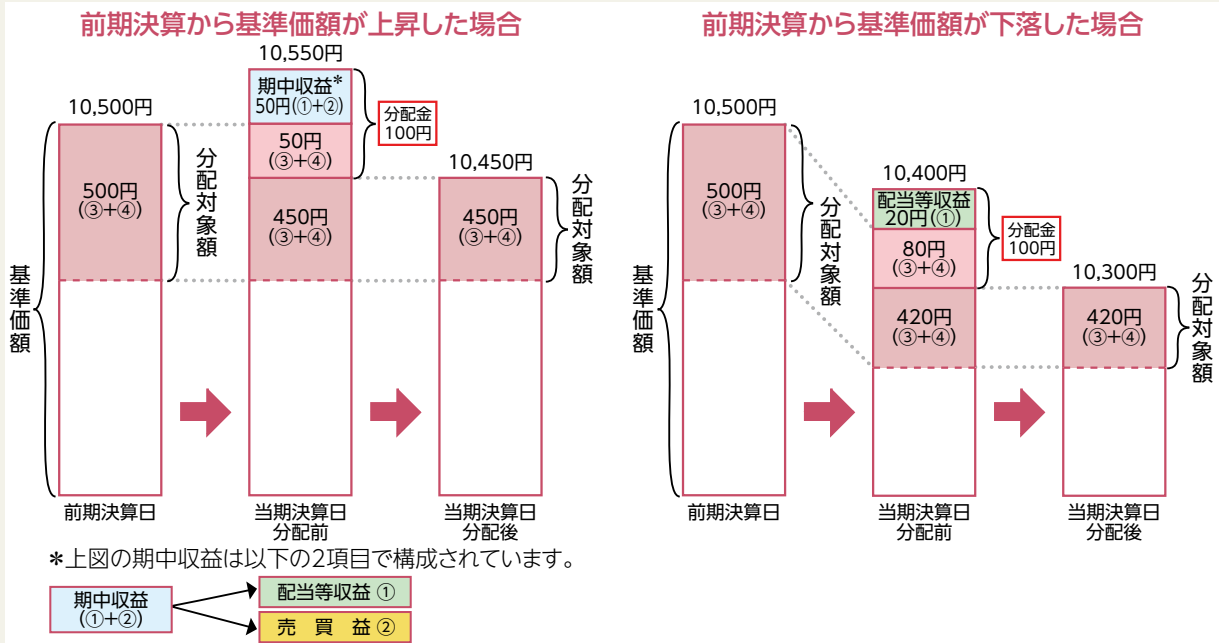 前期決算から基準価額が上昇した場合
10,550円
期中収益*
50円(①+②)
10,500円
分配金
100円
50円
(③+④)
10,450円
500円
(③+④)
分配対象額
450円
(③+④)
450円
(③+④)
分配対象額
基準価額
前期決算日
当期決算日
分配前
当期決算日
分配後
*上図の期中収益は以下の2項目で構成されています。
期中収益
(①+②)
配当等収益 ①
売 買 益 ②
前期決算から基準価額が下落した場合
10,500円
10,400円
500円
(③+④)
分配対象額
配当等収益
20円(①)
分配金
100円
80円
(③+④)
10,300円
420円
(③+④)
420円
(③+④)
分配対象額
基準価額
前期決算日
当期決算日
分配前
当期決算日
分配後